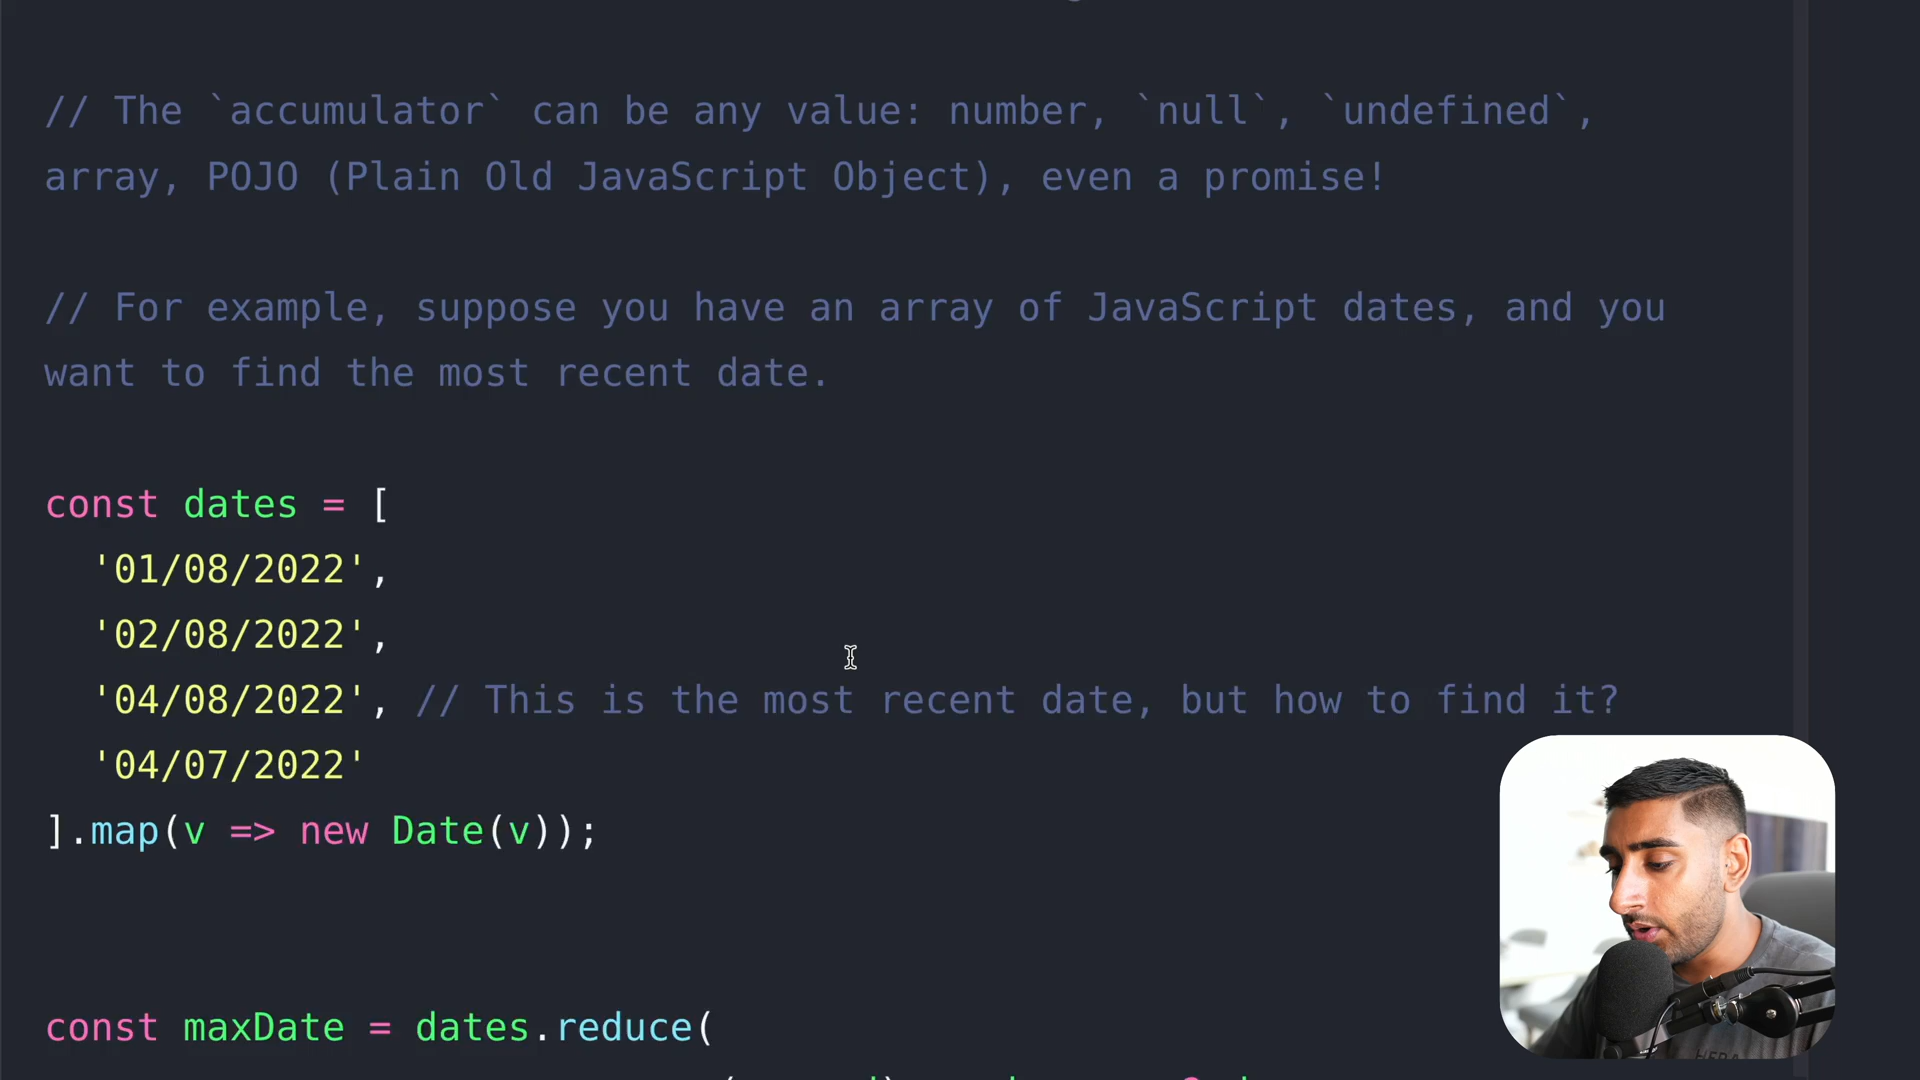 // The `accumulator` can be any value: number, `null`, `undefined`,
array, POJO (Plain Old JavaScript Object), even a promise!
// For example, suppose you have an array of JavaScript dates, and you
want to find the most recent date.
const dates = [
'01/08/2022',
'02/08/2022',
'04/08/2022', // This is the most recent date, but how to find it?
'04/07/2022'
].map(v => new Date(v));
const maxDate = dates.reduce(